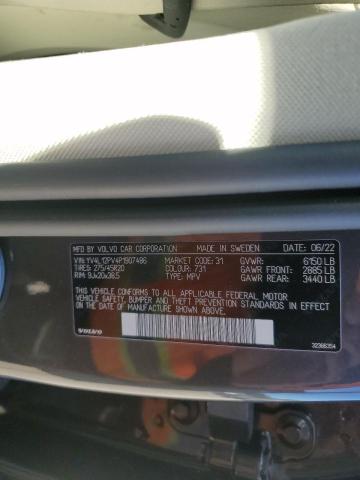 MFD BY: VOLVO CAR CORPORATION MADE IN SWEDEN DATE: 06/22
VIN: YV4L12PV4P1907486 MARKET CODE: 31 GVWR: 6150 LB
TIRES: 275/45R20 COLOUR: 731 GAWR FRONT: 2885 LB
RIM: 9Jx20x38,5 TYPE: MPV GAWR REAR: 3440 LB
THIS VEHICLE CONFORMS TO ALL APPLICABLE FEDERAL MOTOR
VEHICLE SAFETY, BUMPER AND THEFT PREVENTION STANDARDS IN EFFECT
ON THE DATE OF MANUFACTURE SHOWN ABOVE.
VOLVO 32366354